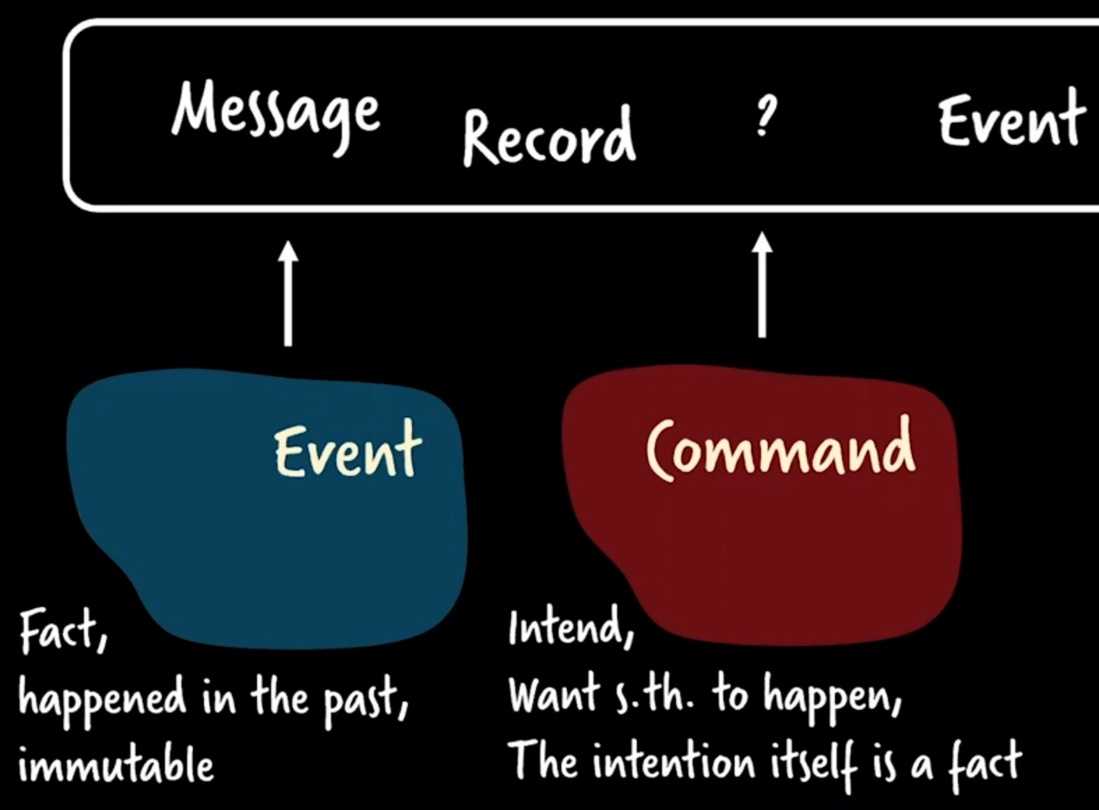 Message Record ? Event
Event
Command
Fact,
happened in the past,
immutable
Intend,
Want s.th. to happen,
The intention itself is a fact